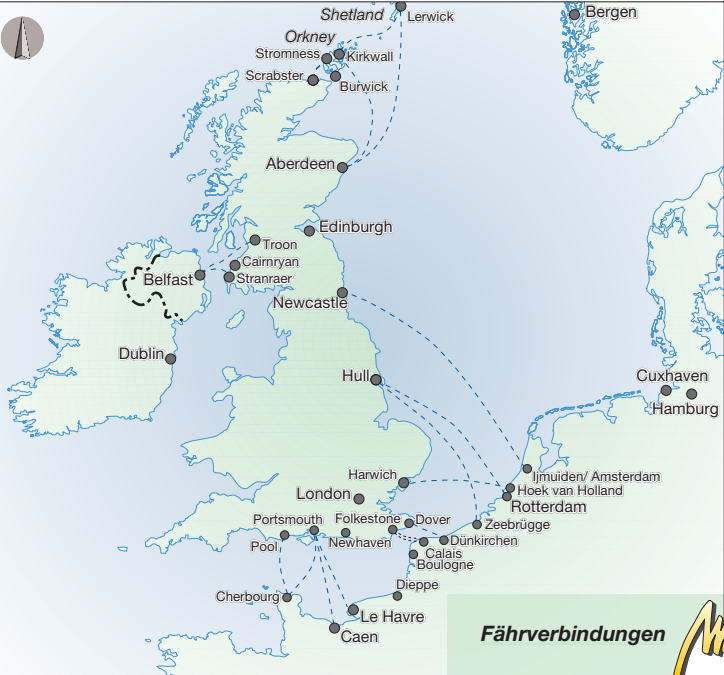 Shetland
Lerwick
Bergen
Orkney
Stromness
Kirkwall
Scrabster
Burwick
Aberdeen
Edinburgh
Troon
Cairnryan
Belfast
Stranraer
Newcastle
Dublin
Hull
Cuxhaven
Hamburg
Harwich
Ijmuiden/ Amsterdam
Hoek van Holland
London
Rotterdam
Portsmouth
Folkestone
Dover
Zeebrügge
Pool
Newhaven
Dünkirchen
Calais
Boulogne
Dieppe
Cherbourg
Le Havre
Caen
Fährverbindungen